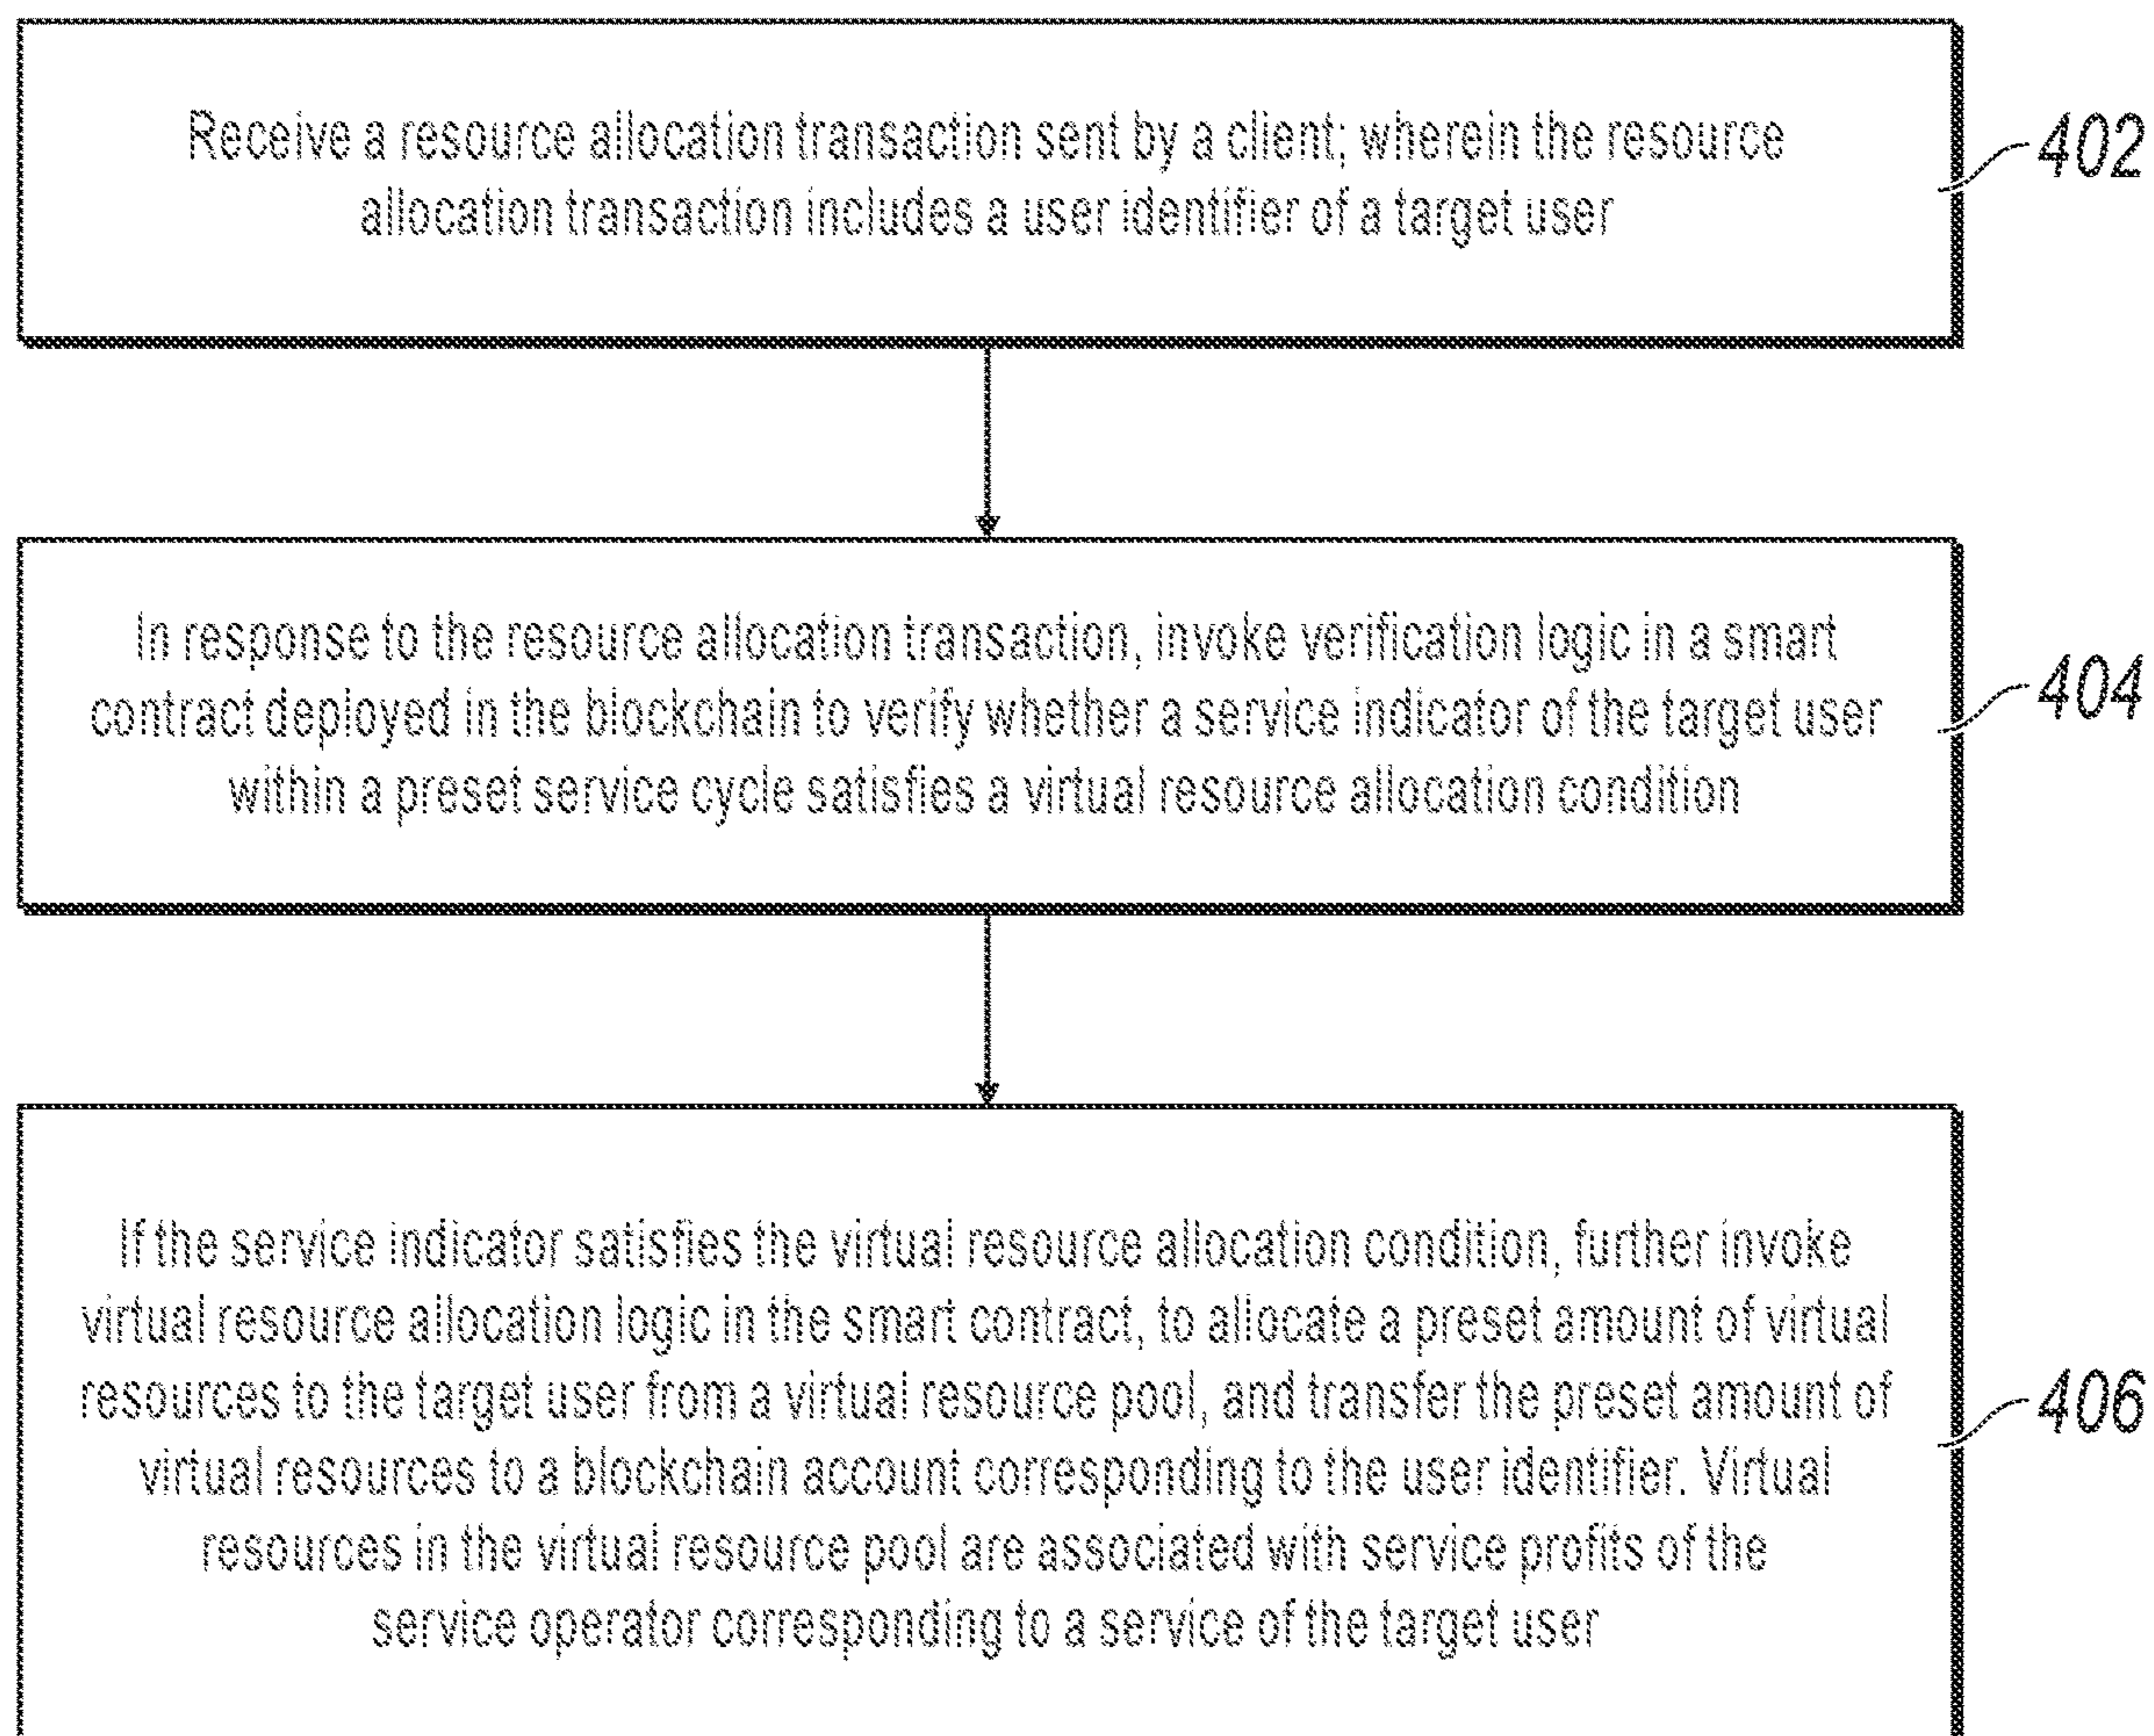 Receive a resource allocation transaction sent by a client; wherein the resource
allocation transaction includes a user identifier of a target user
402
In response to the resource allocation transaction, invoke verification logic in a smart
contract deployed in the blockchain to verify whether a service indicator of the target user
within a preset service cycle satisfies a virtual resource allocation condition
404
If the service indicator satisfies the virtual resource allocation condition, further invoke
virtual resource allocation logic in the smart contract, to allocate a preset amount of virtual
resources to the target user from a virtual resource pool, and transfer the preset amount of
virtual resources to a blockchain account corresponding to the user identifier. Virtual
resources in the virtual resource pool are associated with service profits of the
service operator corresponding to a service of the target user
406